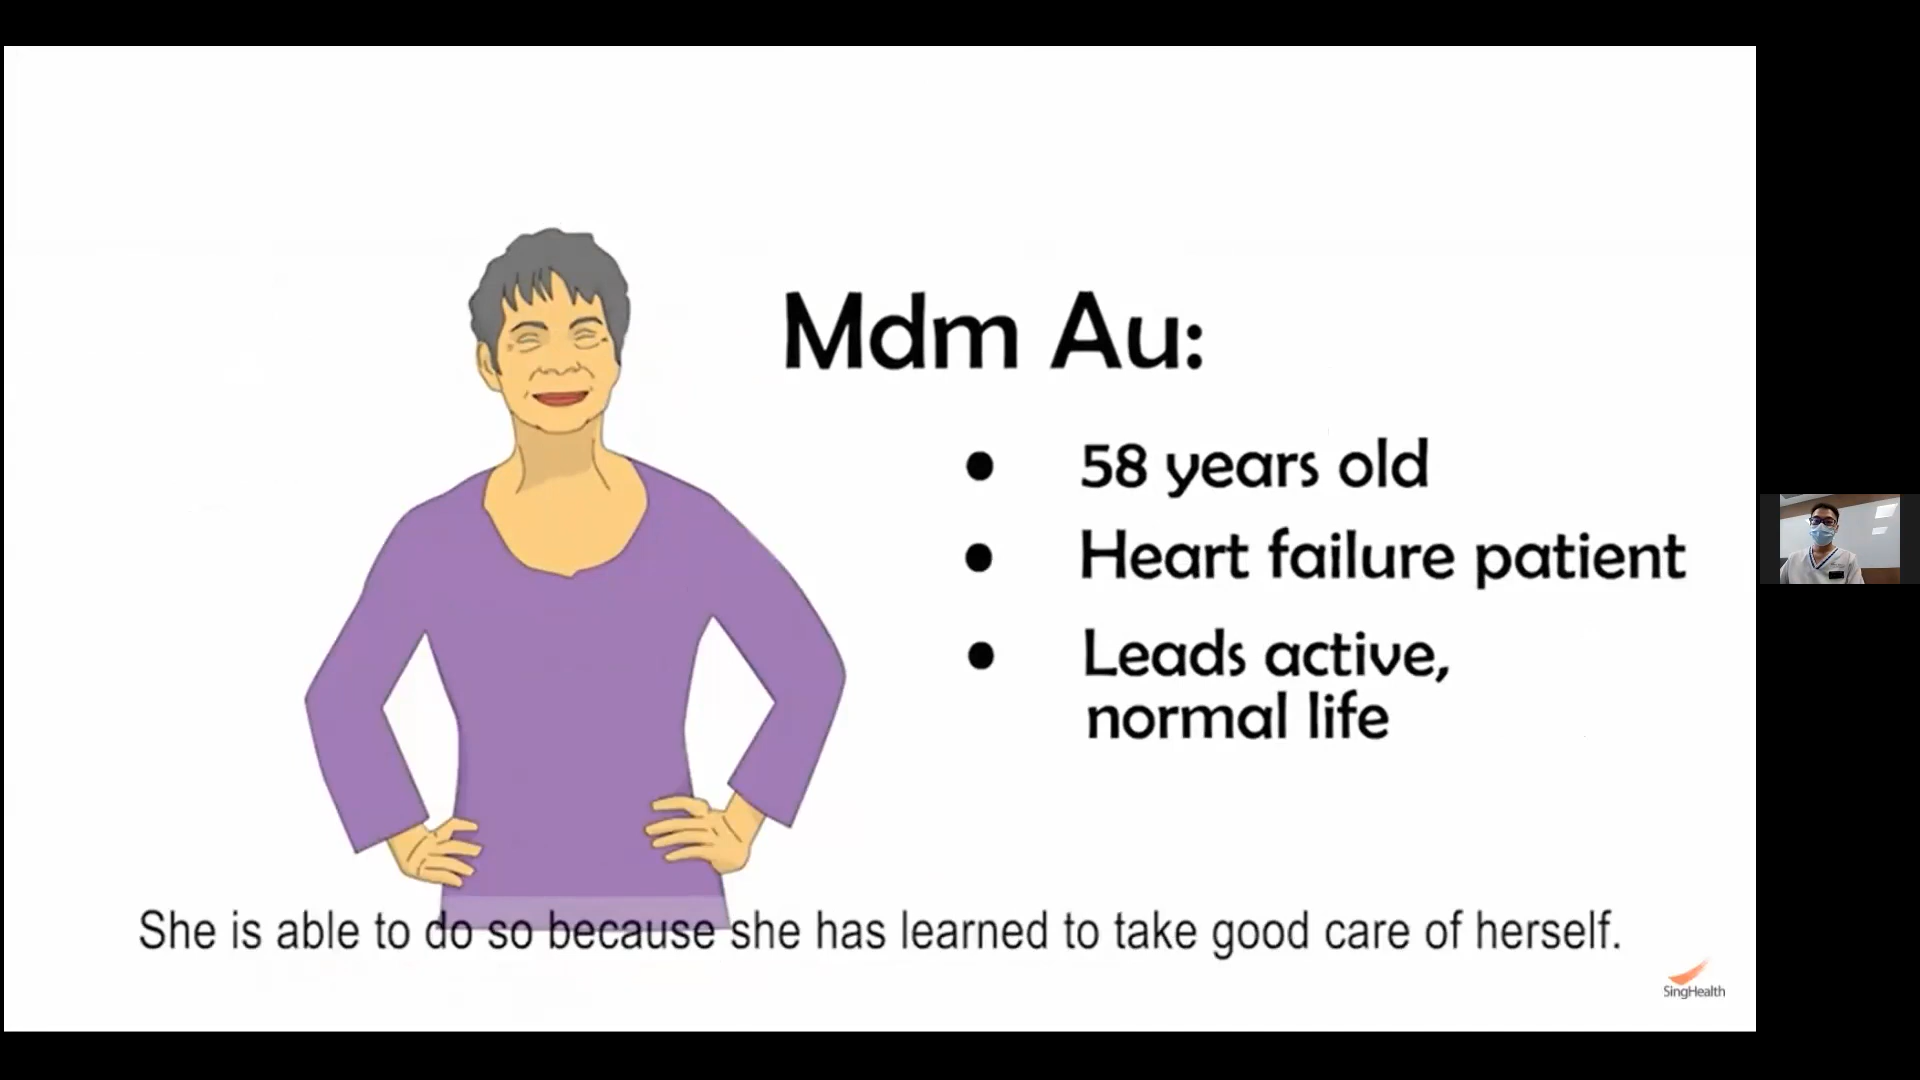 Mdm Au:
• 58 years old
• Heart failure patient
• Leads active,
normal life
She is able to do so because she has learned to take good care of herself.
SingHealth